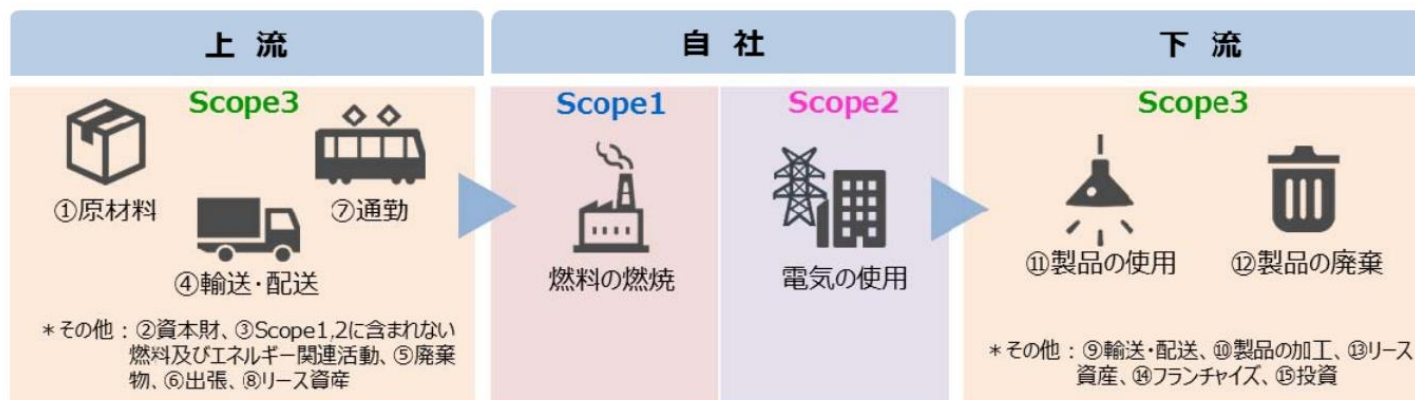 上 流
Scope3
①原材料
⑦通勤
④輸送・配送
＊その他：②資本財、③Scope1,2に含まれない
燃料及びエネルギー関連活動、⑤廃棄
物、⑥出張、⑧リース資産
自 社
Scope1
燃料の燃焼
Scope2
電気の使用
下 流
Scope3
⑪製品の使用
⑫製品の廃棄
＊その他：⑨輸送・配送、⑩製品の加工、⑬リース
資産、⑭フランチャイズ、⑮投資